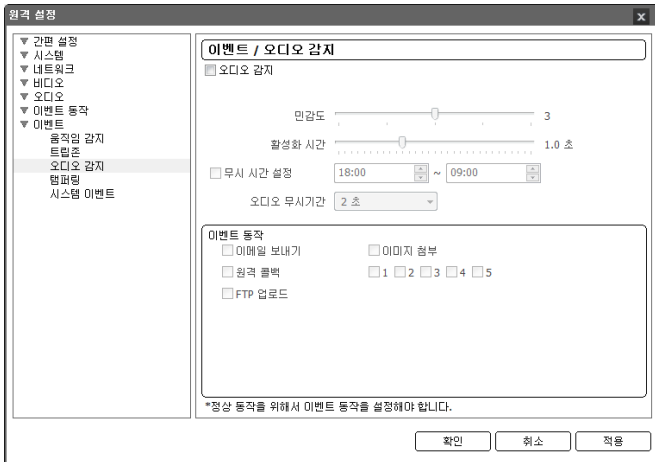 원격 설정
간편 설정
시스템
네트워크
비디오
오디오
이벤트 동작
이벤트
움직임 감지
트립존
오디오 감지
탬퍼링
시스템 이벤트
이벤트 / 오디오 감지
오디오 감지
민감도 3
활성화 시간 1.0 초
무시 시간 설정 18:00 ~ 09:00
오디오 무시기간 2 초
이벤트 동작
이메일 보내기 이미지 첨부
원격 콜백 1 2 3 4 5
FTP 업로드
*정상 동작을 위해서 이벤트 동작을 설정해야 합니다.
확인 취소 적용